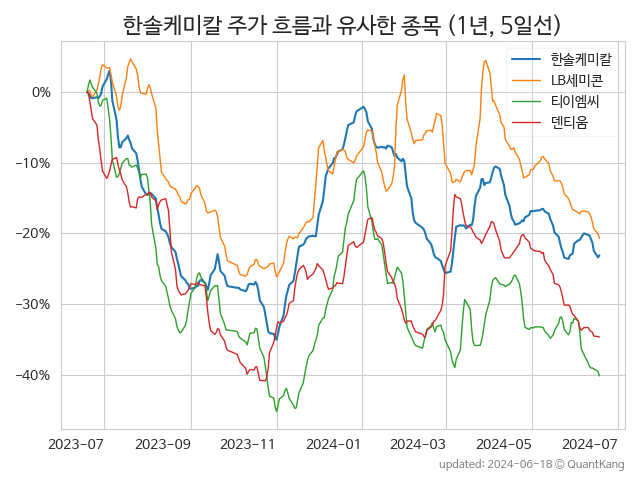 한솔케미칼 주가 흐름과 유사한 종목 (1년, 5일선)
한솔케미칼
LB세미콘
티이엠씨
덴티움
0%
−10%
−20%
−30%
−40%
2023-07 2023-09 2023-11 2024-01 2024-03 2024-05 2024-07
updated: 2024-06-18 © QuantKang